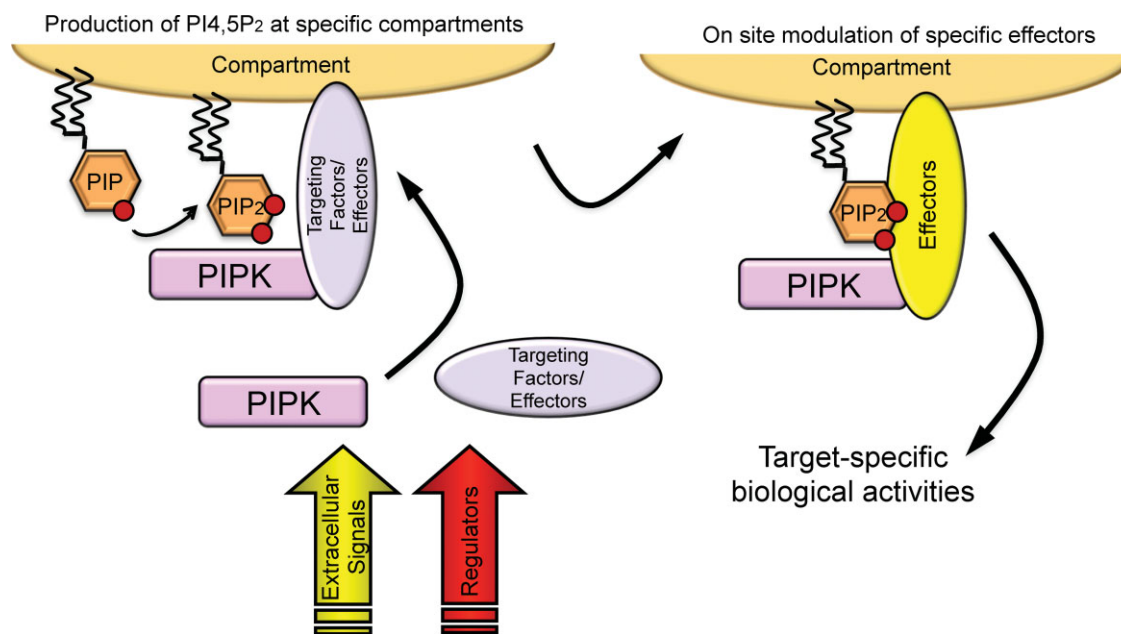 Production of PI4,5P₂ at specific compartments
Compartment
PIP
PIP₂
Targeting
Factors/
Effectors
PIPK
PIPK
Targeting
Factors/
Effectors
Extracellular
Signals
Regulators
On site modulation of specific effectors
Compartment
PIP₂
Effectors
PIPK
Target-specific
biological activities